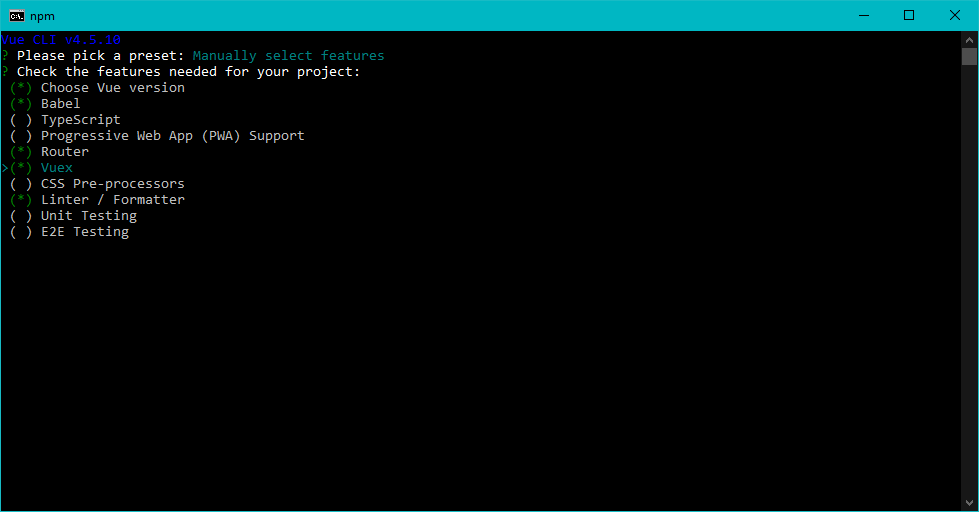 npm
Vue CLI v4.5.10
? Please pick a preset: Manually select features
? Check the features needed for your project:
(*) Choose Vue version
(*) Babel
( ) TypeScript
( ) Progressive Web App (PWA) Support
(*) Router
>(*) Vuex
( ) CSS Pre-processors
(*) Linter / Formatter
( ) Unit Testing
( ) E2E Testing